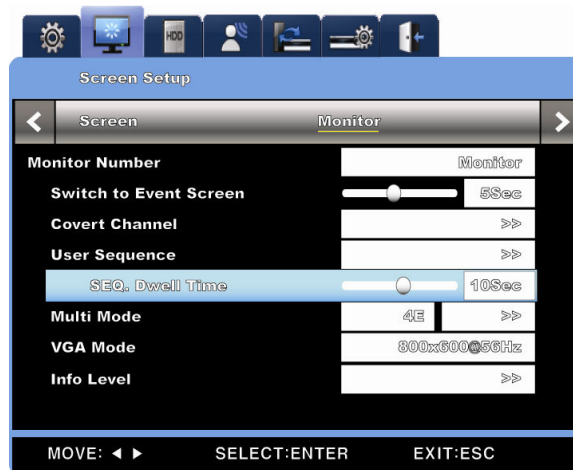 HDD
Screen Setup
Screen Monitor
Monitor Number Monitor
Switch to Event Screen 5Sec
Covert Channel >>
User Sequence >>
SEQ. Dwell Time 10Sec
Multi Mode 4E >>
VGA Mode 800x600@56Hz
Info Level >>
MOVE: ◀ ▶ SELECT:ENTER EXIT:ESC